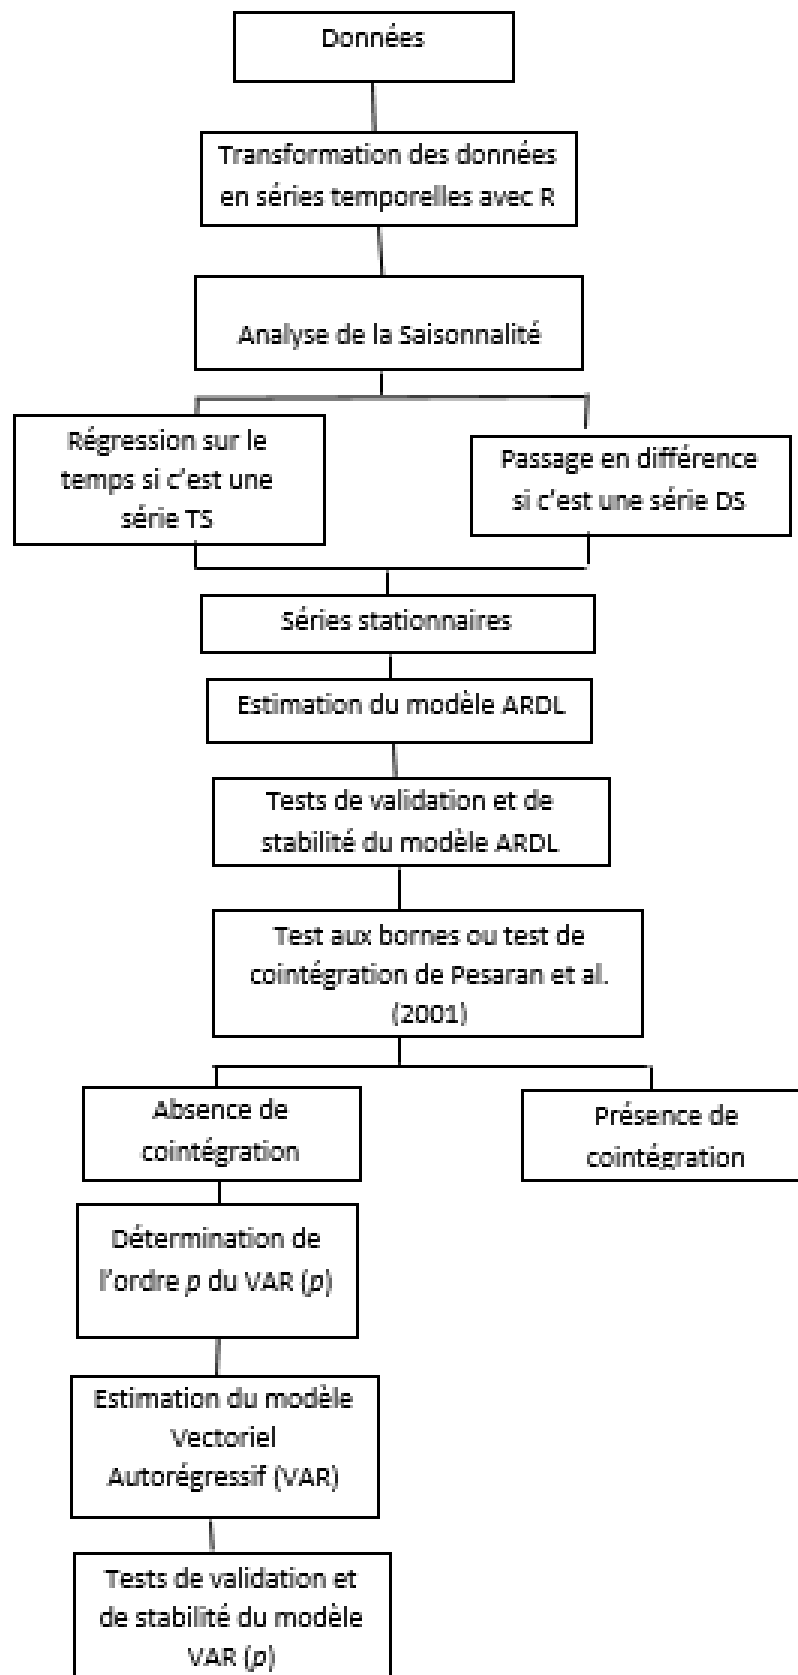 Données
Transformation des données
en séries temporelles avec R
Analyse de la Saisonnalité
Régression sur le
temps si c'est une
série TS
Passage en différence
si c'est une série DS
Séries stationnaires
Estimation du modèle ARDL
Tests de validation et de
stabilité du modèle ARDL
Test aux bornes ou test de
cointégration de Pesaran et al.
(2001)
Absence de
cointégration
Présence de
cointégration
Détermination de
l'ordre p du VAR (p)
Estimation du modèle
Vectoriel
Autorégressif (VAR)
Tests de validation et
de stabilité du modèle
VAR (p)